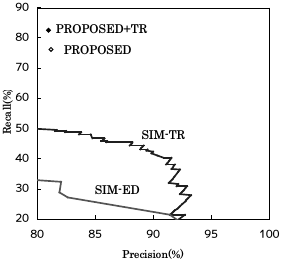 90
80
70
60
50
40
30
20
PROPOSED+TR
PROPOSED
SIM-TR
SIM-ED
80
85
90
95
100
Recall(%)
Precision(%)